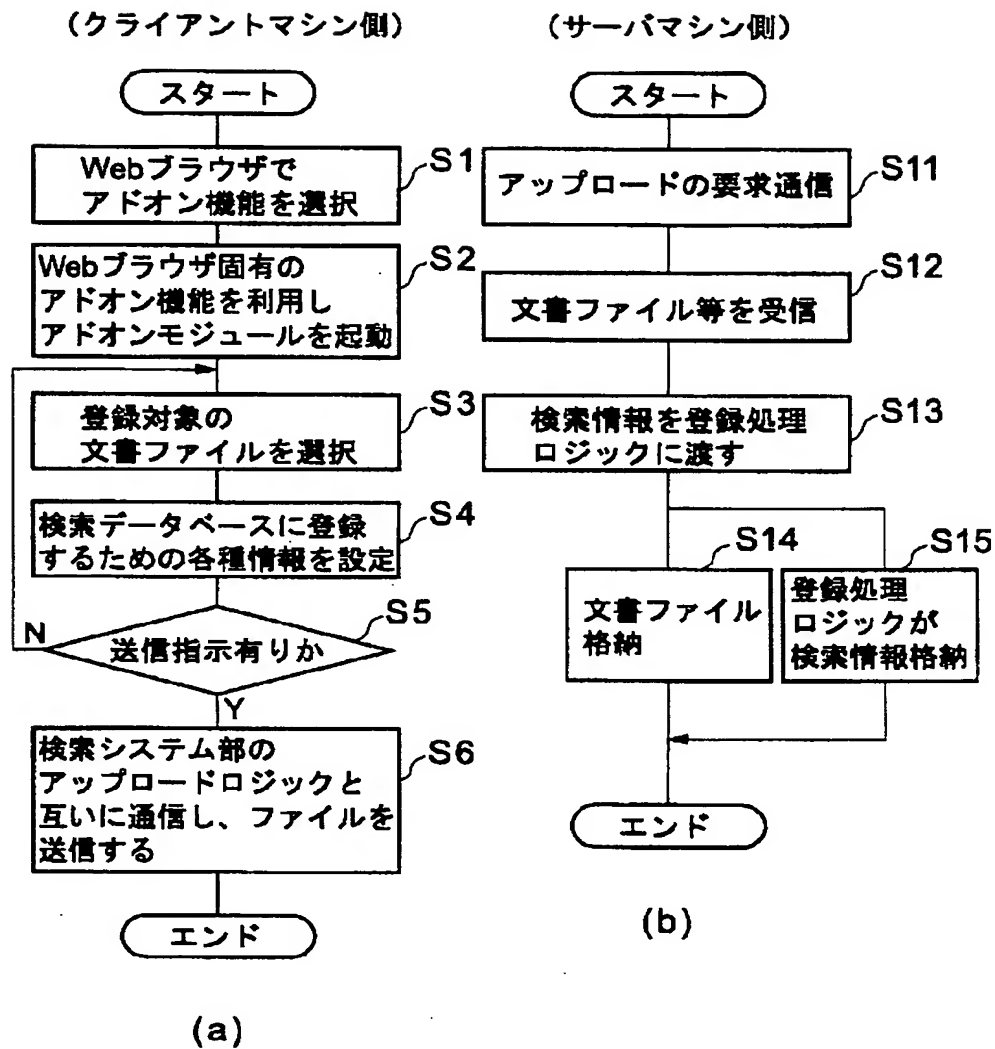 (クライアントマシン側)
スタート
Webブラウザで
アドオン機能を選択
S1
Webブラウザ固有の
アドオン機能を利用し
アドオンモジュールを起動
S2
登録対象の
文書ファイルを選択
S3
検索データベースに登録
するための各種情報を設定
S4
送信指示有りか
S5
N
Y
検索システム部の
アップロードロジックと
互いに通信し、ファイルを
送信する
S6
エンド
(a)
(サーバマシン側)
スタート
アップロードの要求通信
S11
文書ファイル等を受信
S12
検索情報を登録処理
ロジックに渡す
S13
文書ファイル
格納
S14
登録処理
ロジックが
検索情報格納
S15
エンド
(b)